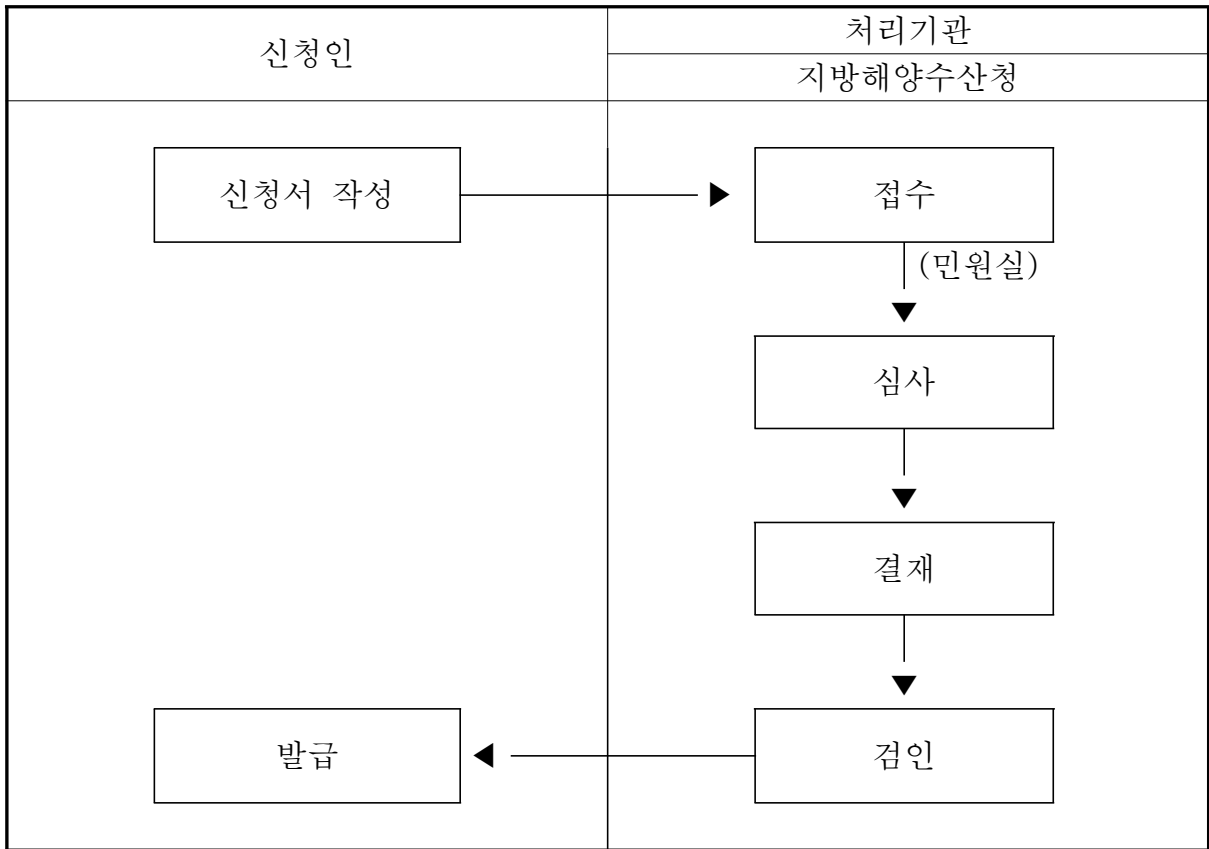 신청인
처리기관
지방해양수산청
신청서 작성
접수
(민원실)
심사
결재
발급
검인